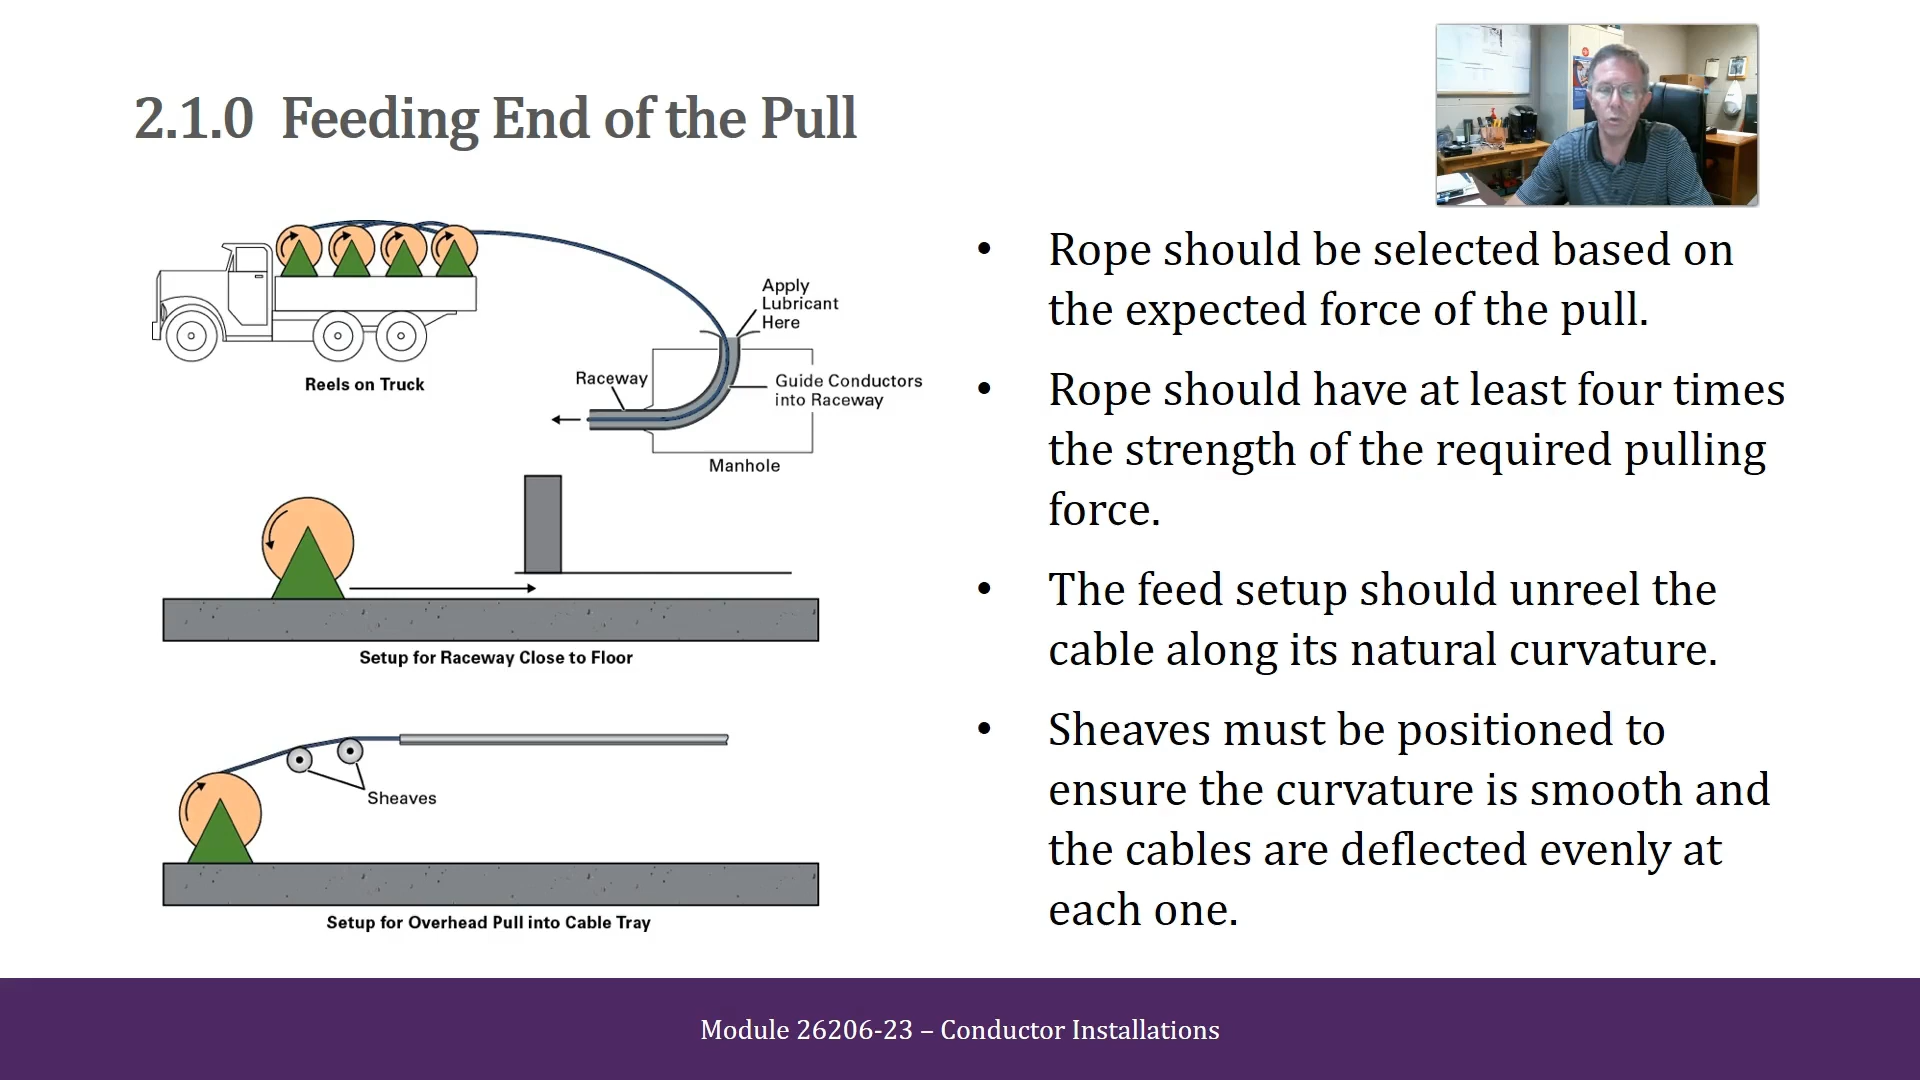 2.1.0 Feeding End of the Pull
Apply
Lubricant
Here
Raceway
Guide Conductors
into Raceway
Reels on Truck
Manhole
Setup for Raceway Close to Floor
Sheaves
Setup for Overhead Pull into Cable Tray
• Rope should be selected based on
the expected force of the pull.
• Rope should have at least four times
the strength of the required pulling
force.
• The feed setup should unreel the
cable along its natural curvature.
• Sheaves must be positioned to
ensure the curvature is smooth and
the cables are deflected evenly at
each one.
Module 26206-23 – Conductor Installations